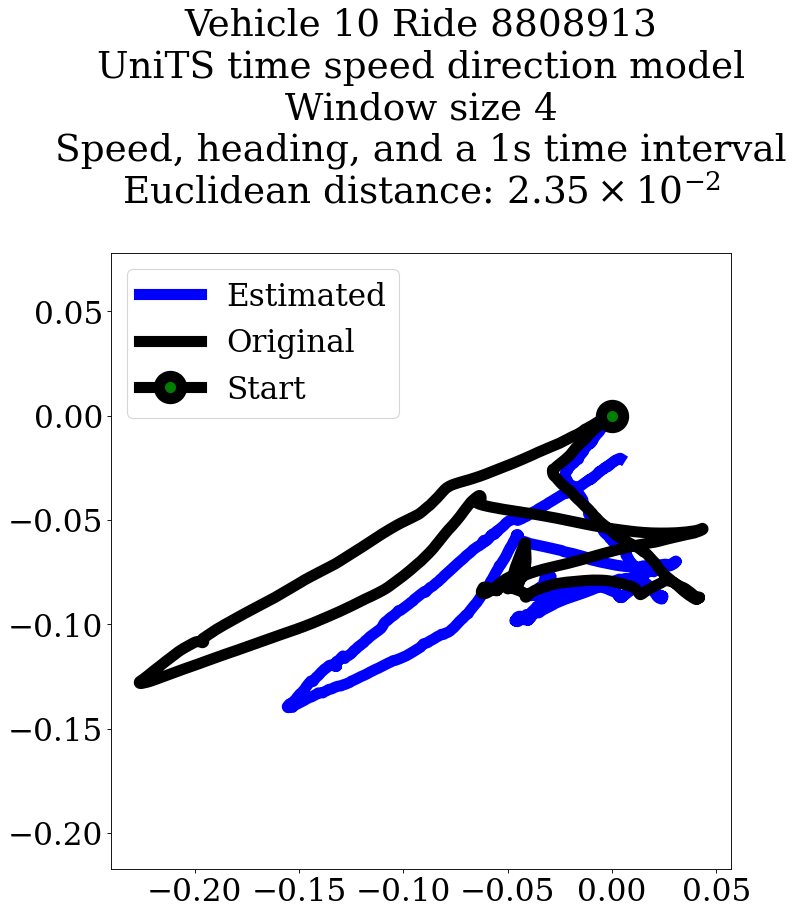 Vehicle 10 Ride 8808913
UniTS time speed direction model
Window size 4
Speed, heading, and a 1s time interval
Euclidean distance: 2.35 × 10⁻²
Estimated
Original
Start
0.05
0.00
−0.05
−0.10
−0.15
−0.20
−0.20 −0.15 −0.10 −0.05 0.00 0.05